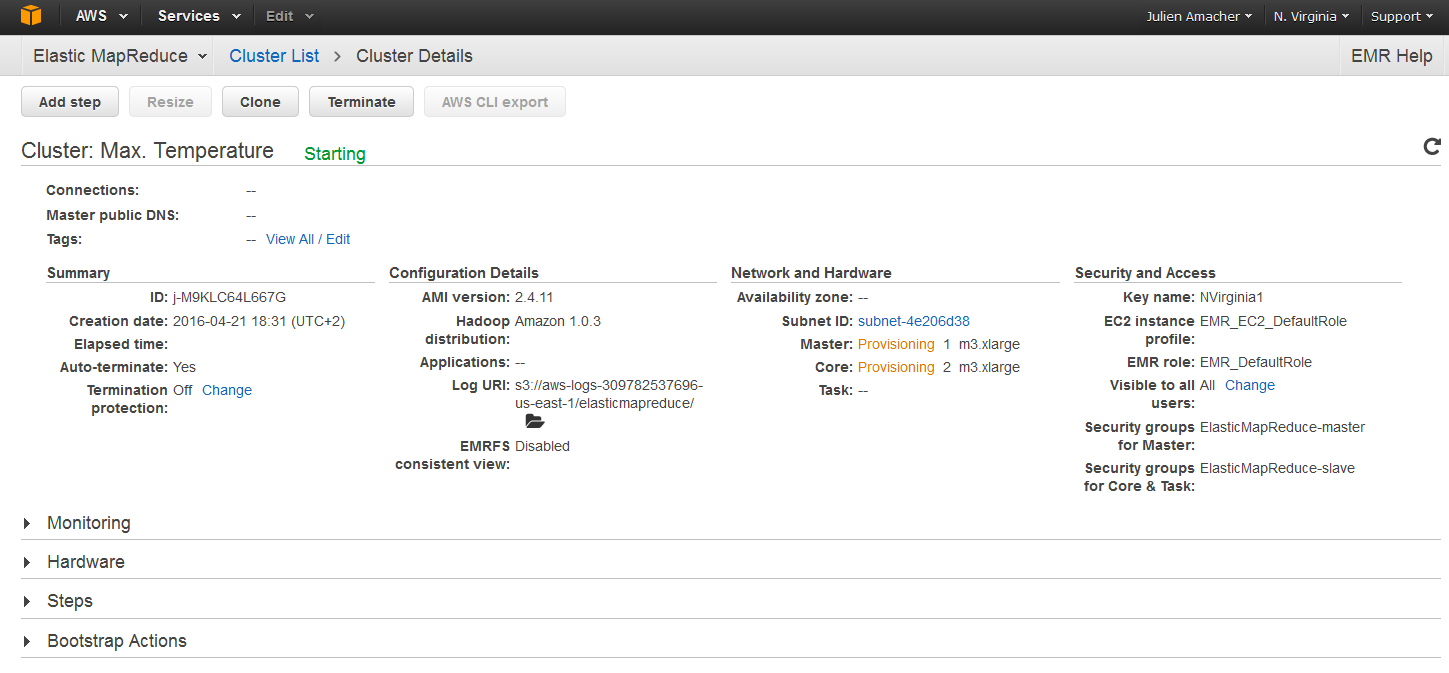 AWS Services Edit Julien Amacher N. Virginia Support
Elastic MapReduce Cluster List > Cluster Details EMR Help
Add step Resize Clone Terminate AWS CLI export
Cluster: Max. Temperature Starting
Connections: --
Master public DNS: --
Tags: -- View All / Edit
Summary
ID: j-M9KLC64L667G
Creation date: 2016-04-21 18:31 (UTC+2)
Elapsed time:
Auto-terminate: Yes
Termination Off Change
protection:
Configuration Details
AMI version: 2.4.11
Hadoop Amazon 1.0.3
distribution:
Applications: --
Log URI: s3://aws-logs-309782537696-
us-east-1/elasticmapreduce/
EMRFS Disabled
consistent view:
Network and Hardware
Availability zone: --
Subnet ID: subnet-4e206d38
Master: Provisioning 1 m3.xlarge
Core: Provisioning 2 m3.xlarge
Task: --
Security and Access
Key name: NVirginia1
EC2 instance EMR_EC2_DefaultRole
profile:
EMR role: EMR_DefaultRole
Visible to all All Change
users:
Security groups ElasticMapReduce-master
for Master:
Security groups ElasticMapReduce-slave
for Core & Task:
Monitoring
Hardware
Steps
Bootstrap Actions